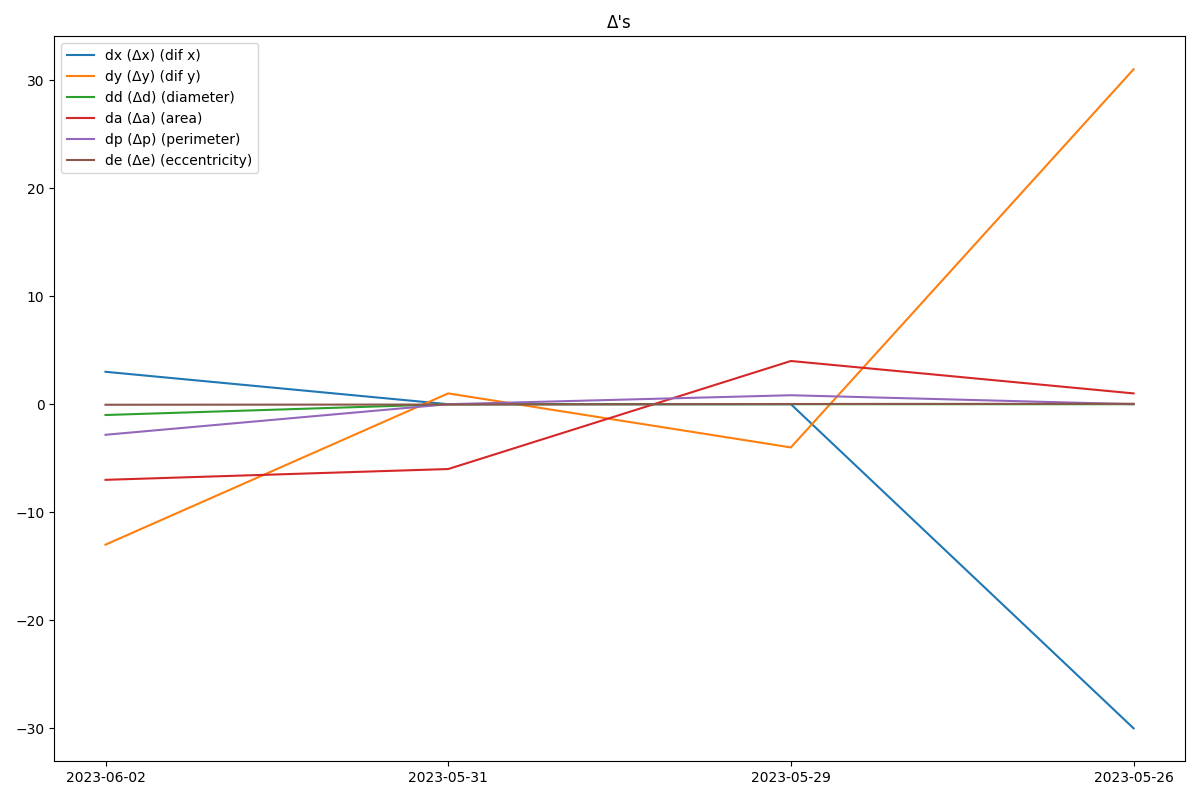 Δ's
dx (Δx) (dif x)
dy (Δy) (dif y)
dd (Δd) (diameter)
da (Δa) (area)
dp (Δp) (perimeter)
de (Δe) (eccentricity)
30
20
10
0
−10
−20
−30
2023-06-02 2023-05-31 2023-05-29 2023-05-26